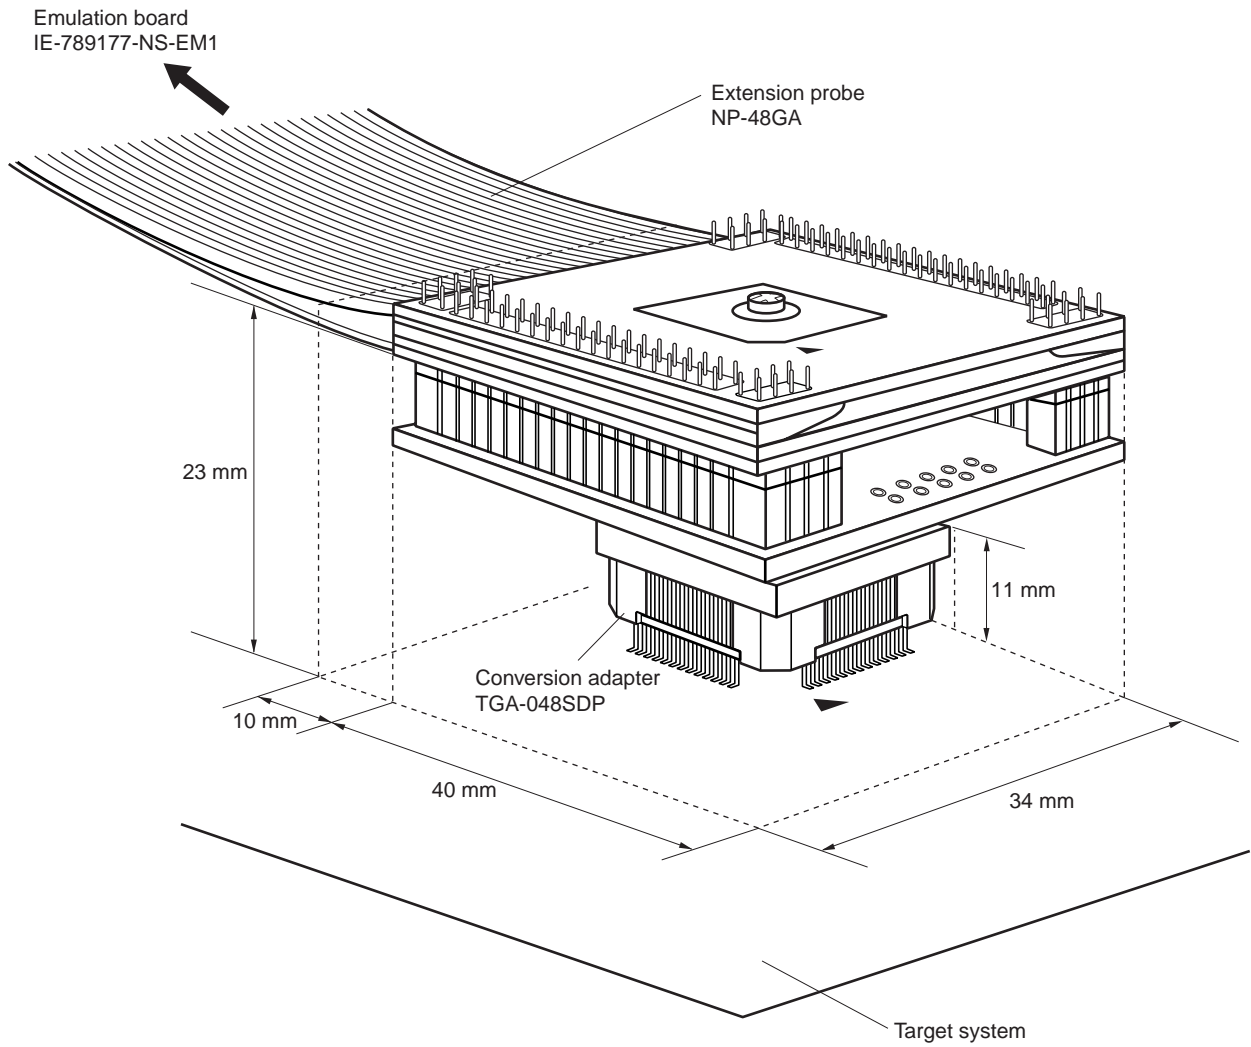 Emulation board
IE-789177-NS-EM1
Extension probe
NP-48GA
23 mm
11 mm
Conversion adapter
TGA-048SDP
10 mm
40 mm
34 mm
Target system